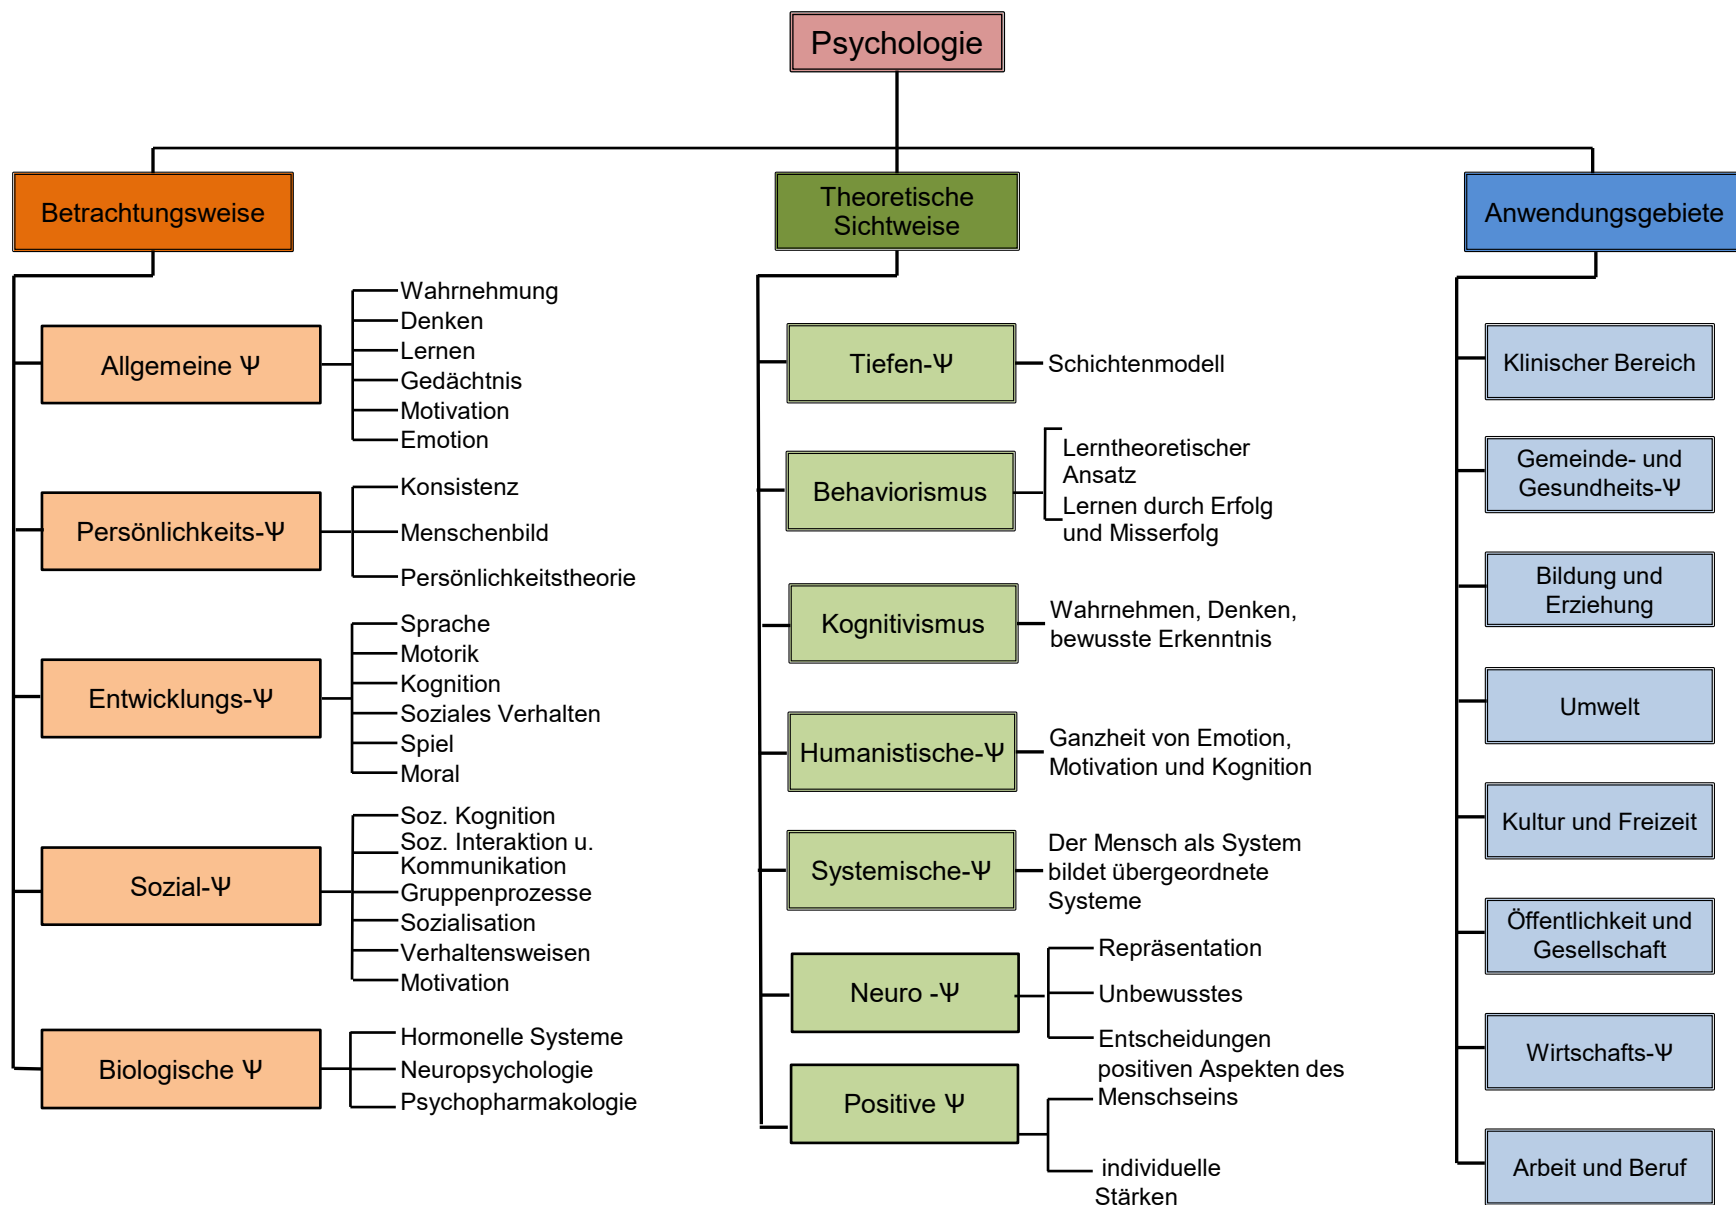 Psychologie
Betrachtungsweise
Allgemeine Ψ
Wahrnehmung
Denken
Lernen
Gedächtnis
Motivation
Emotion
Persönlichkeits-Ψ
Konsistenz
Menschenbild
Persönlichkeitstheorie
Entwicklungs-Ψ
Sprache
Motorik
Kognition
Soziales Verhalten
Spiel
Moral
Sozial-Ψ
Soz. Kognition
Soz. Interaktion u.
Kommunikation
Gruppenprozesse
Sozialisation
Verhaltensweisen
Motivation
Biologische Ψ
Hormonelle Systeme
Neuropsychologie
Psychopharmakologie
Theoretische
Sichtweise
Tiefen-Ψ
Schichtenmodell
Behaviorismus
Lerntheoretischer
Ansatz
Lernen durch Erfolg
und Misserfolg
Kognitivismus
Wahrnehmen, Denken,
bewusste Erkenntnis
Humanistische-Ψ
Ganzheit von Emotion,
Motivation und Kognition
Systemische-Ψ
Der Mensch als System
bildet übergeordnete
Systeme
Neuro -Ψ
Repräsentation
Unbewusstes
Entscheidungen
Positive Ψ
positiven Aspekten des
Menschseins
individuelle
Stärken
Anwendungsgebiete
Klinischer Bereich
Gemeinde- und
Gesundheits-Ψ
Bildung und
Erziehung
Umwelt
Kultur und Freizeit
Öffentlichkeit und
Gesellschaft
Wirtschafts-Ψ
Arbeit und Beruf